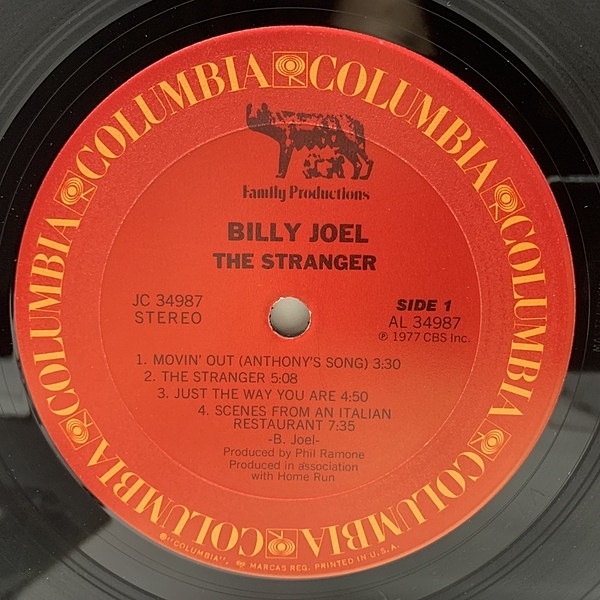 COLUMBIA COLUMBIA COLUMBIA COLUMBIA COLUMBIA COLUMBIA
Family Productions
BILLY JOEL
THE STRANGER
JC 34987
STEREO
SIDE 1
AL 34987
℗ 1977 CBS Inc.
1. MOVIN' OUT (ANTHONY'S SONG) 3:30
2. THE STRANGER 5:08
3. JUST THE WAY YOU ARE 4:50
4. SCENES FROM AN ITALIAN
RESTAURANT 7:35
-B. Joel-
Produced by Phil Ramone
Produced in association
with Home Run
®"COLUMBIA", MARCAS REG. PRINTED IN U.S.A.